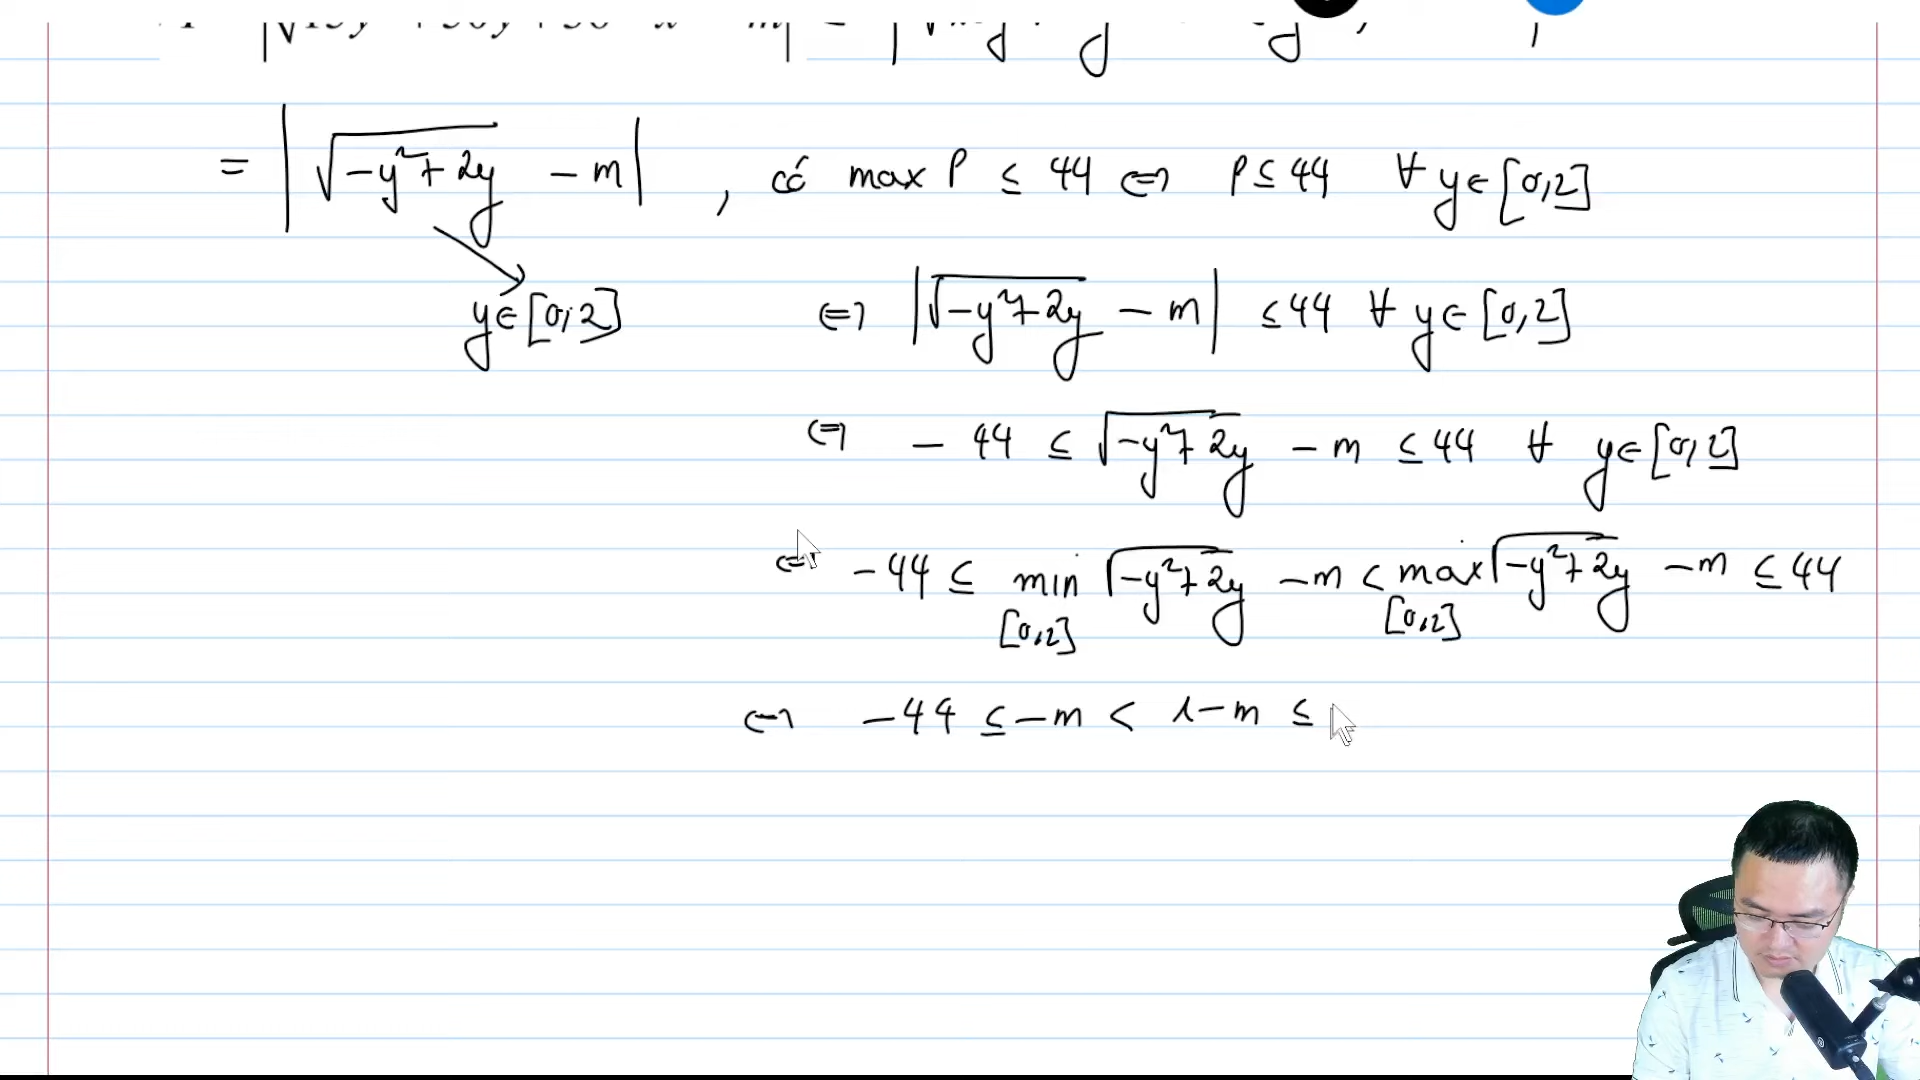 = |√(-y²+2y) - m| , có max P ≤ 44 ⇔ P ≤ 44 ∀ y∈[0,2]
y∈[0;2] ⇔ |√(-y²+2y) - m| ≤ 44 ∀ y∈[0,2]
⇔ - 44 ≤ √(-y²+2y) - m ≤ 44 ∀ y∈[0,2]
⇔ -44 ≤ min √(-y²+2y) - m < max √(-y²+2y) - m ≤ 44
[0,2] [0,2]
⇔ -44 ≤ -m < 1-m ≤